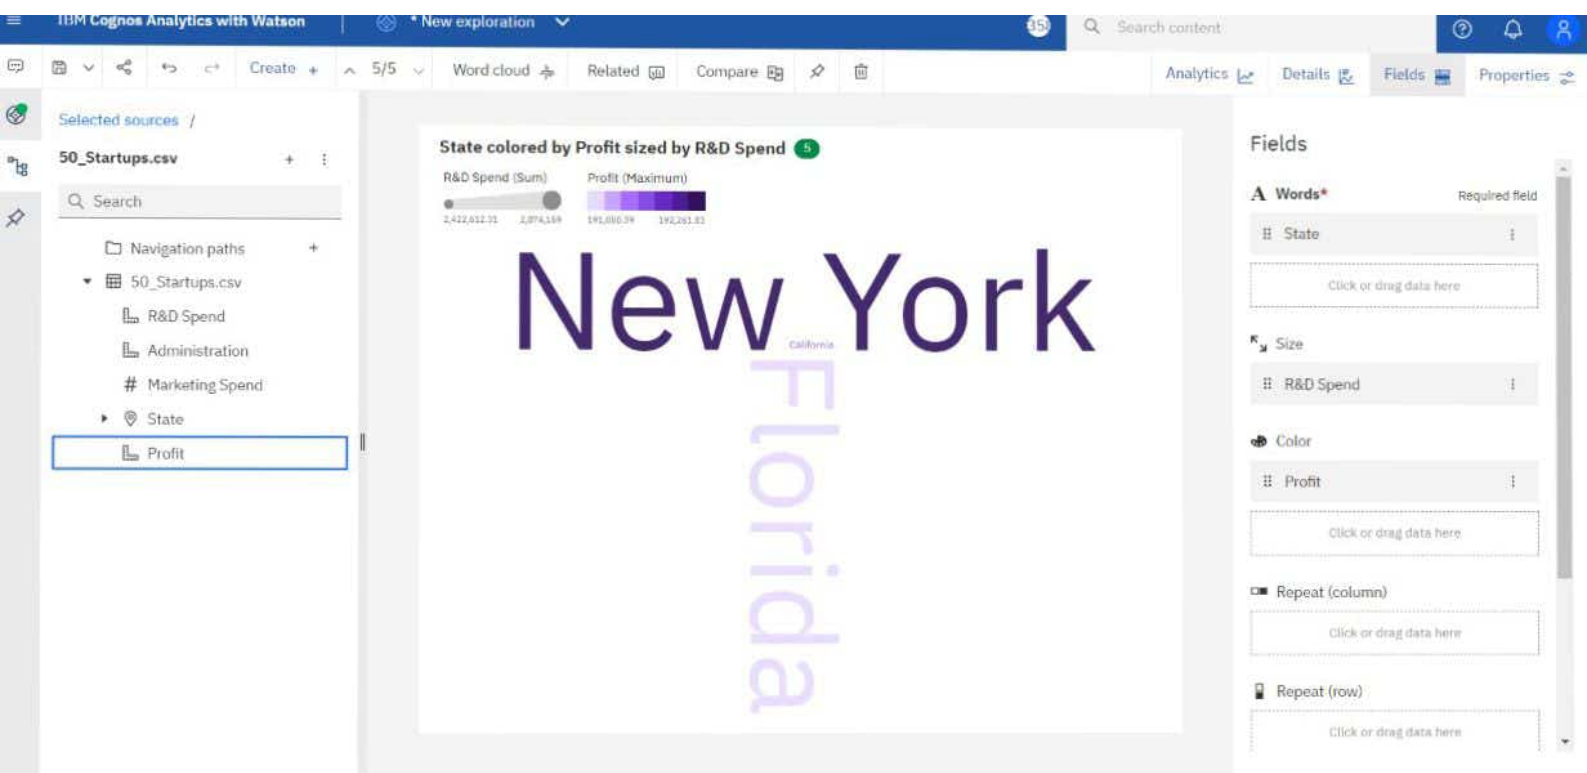 IBM Cognos Analytics with Watson
* New exploration
Search content
Create +
5/5
Word cloud
Related
Compare
Analytics
Details
Fields
Properties
Selected sources /
50_Startups.csv
Search
Navigation paths
50_Startups.csv
R&D Spend
Administration
# Marketing Spend
State
Profit
State colored by Profit sized by R&D Spend 5
R&D Spend (Sum)
Profit (Maximum)
192,261.83
New York
California
Florida
Fields
A Words*
Required field
State
Click or drag data here
Size
R&D Spend
Color
Profit
Click or drag data here
Repeat (column)
Click or drag data here
Repeat (row)
Click or drag data here